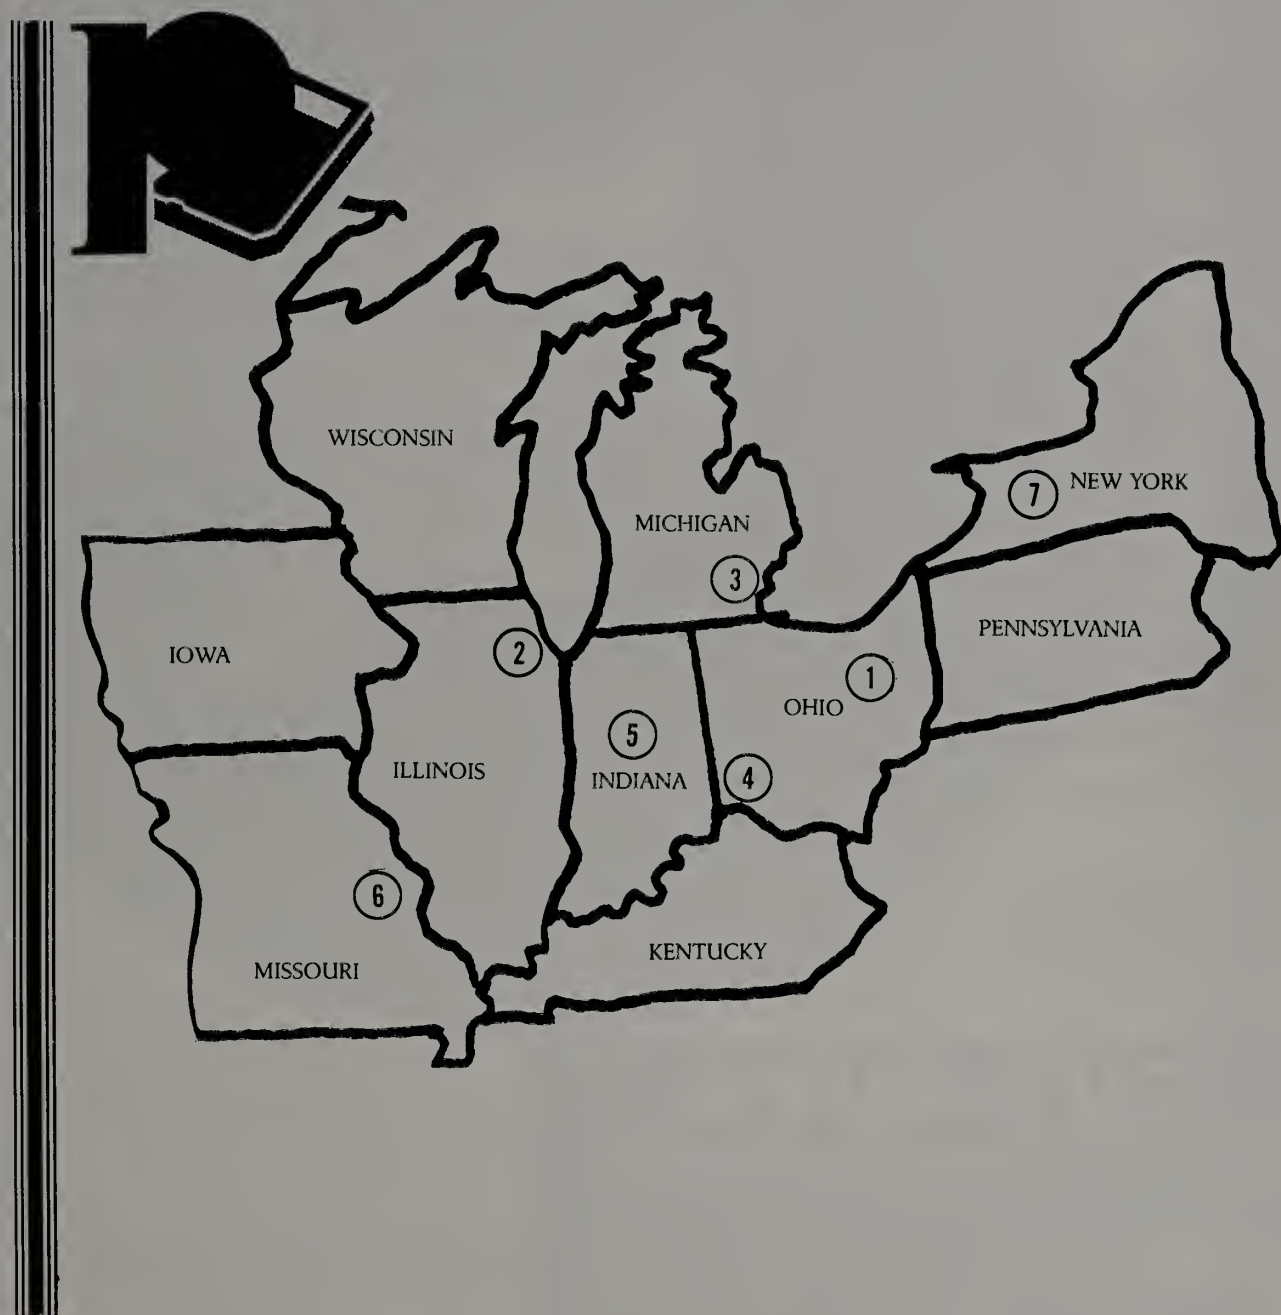 p
WISCONSIN
MICHIGAN
3
7 NEW YORK
IOWA
2
PENNSYLVANIA
1
OHIO
ILLINOIS
5
INDIANA
4
6
MISSOURI
KENTUCKY